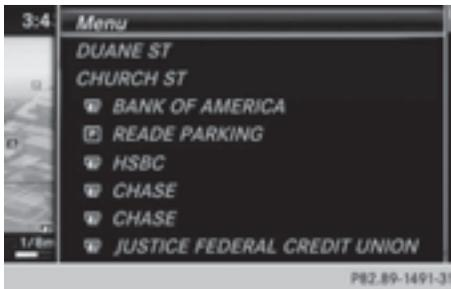 3:4
Menu
DUANE ST
CHURCH ST
BANK OF AMERICA
P READE PARKING
HSBC
CHASE
CHASE
JUSTICE FEDERAL CREDIT UNION
1/8m
P82.89-1491-31